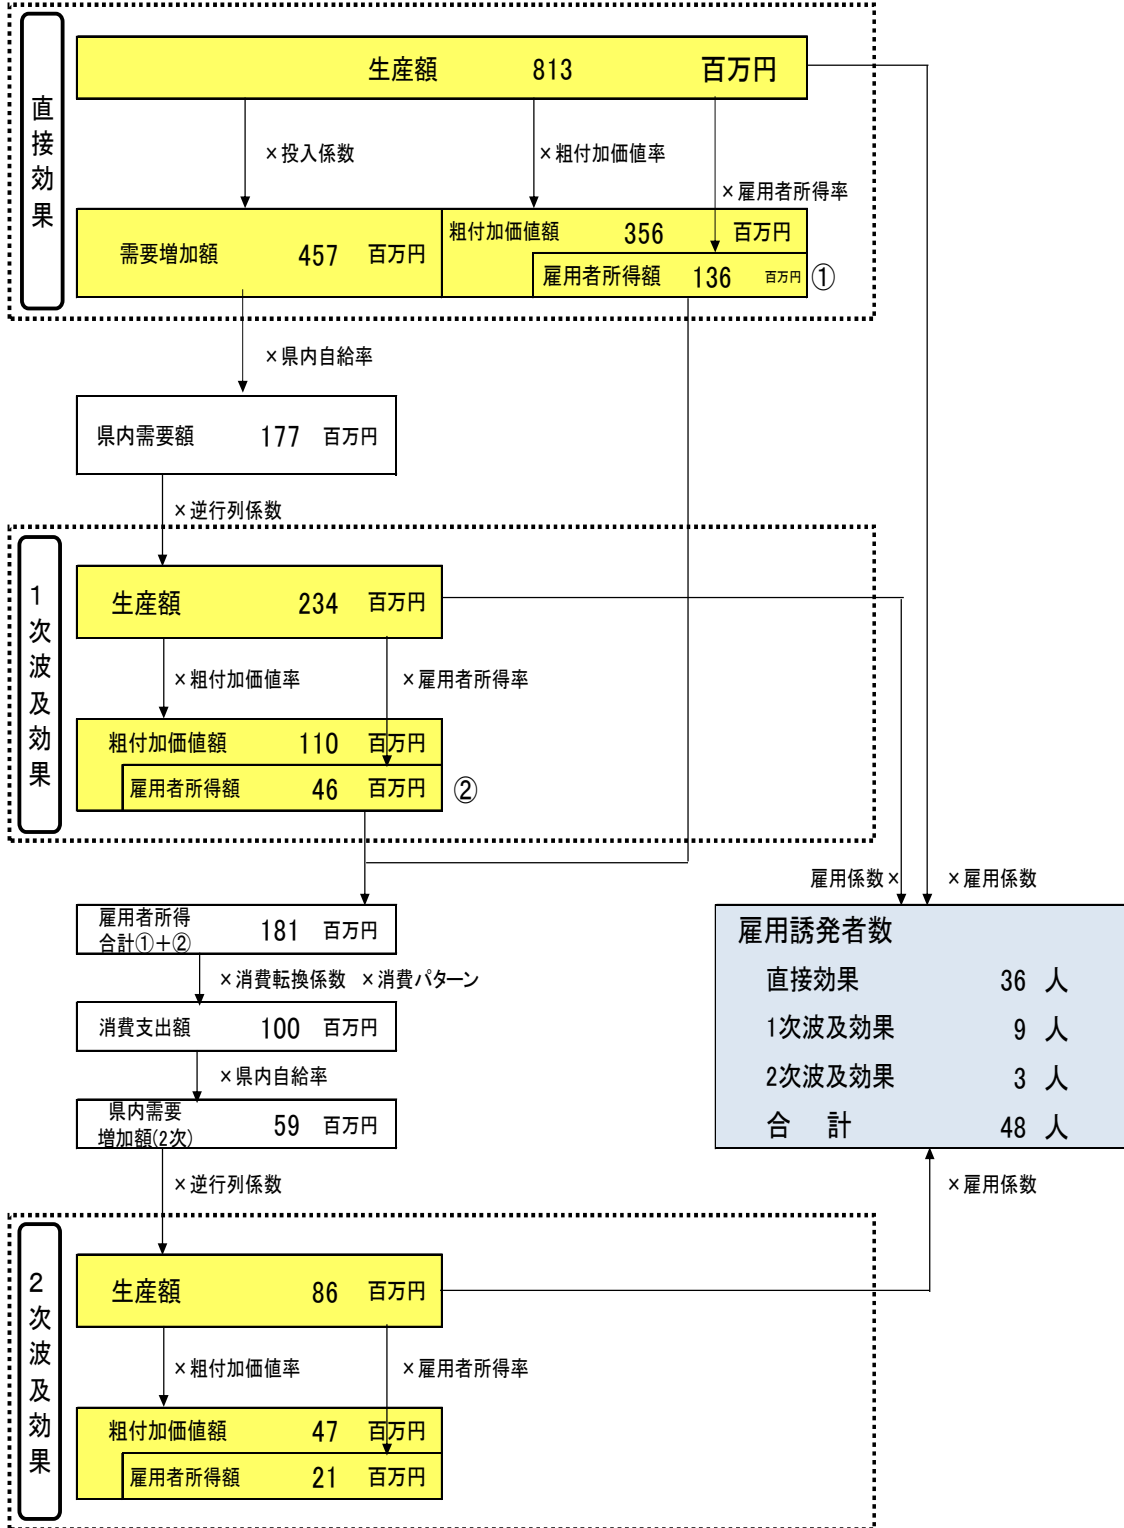 直接効果
生産額 813 百万円
×投入係数
×粗付加価値率
×雇用者所得率
需要増加額 457 百万円
粗付加価値額 356 百万円
雇用者所得額 136 百万円 ①
×県内自給率
県内需要額 177 百万円
×逆行列係数
1次波及効果
生産額 234 百万円
×粗付加価値率
×雇用者所得率
粗付加価値額 110 百万円
雇用者所得額 46 百万円 ②
雇用係数×
×雇用係数
雇用者所得
合計①+② 181 百万円
×消費転換係数 ×消費パターン
消費支出額 100 百万円
×県内自給率
県内需要
増加額(2次) 59 百万円
雇用誘発者数
直接効果 36 人
1次波及効果 9 人
2次波及効果 3 人
合 計 48 人
×逆行列係数
×雇用係数
2次波及効果
生産額 86 百万円
×粗付加価値率
×雇用者所得率
粗付加価値額 47 百万円
雇用者所得額 21 百万円